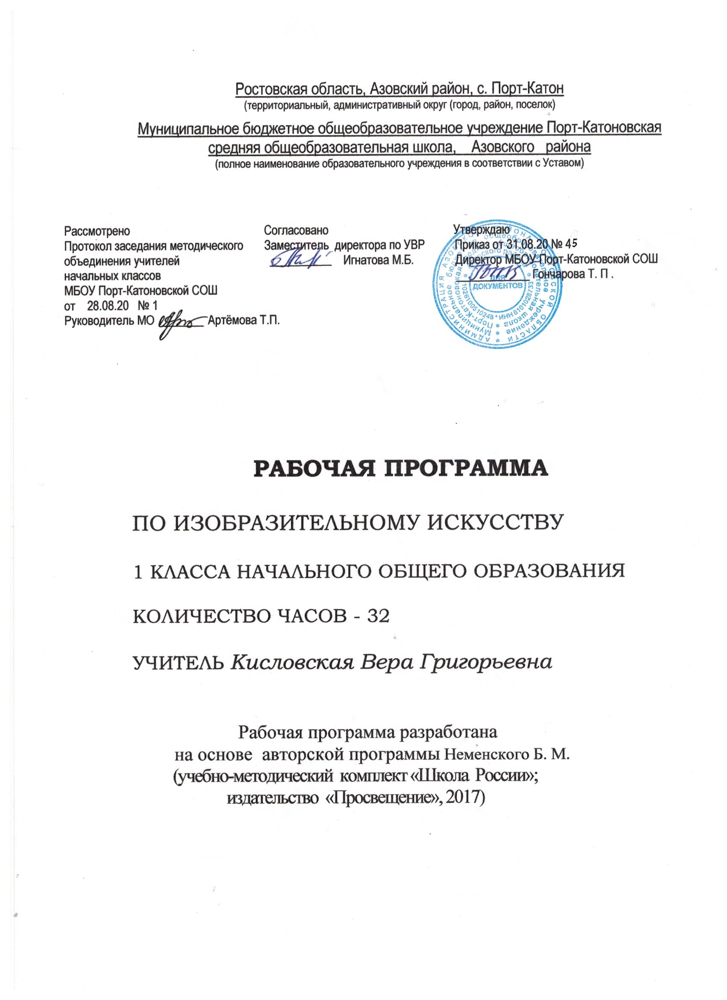 Ростовская область, Азовский район, с. Порт-Катон
(территориальный, административный округ (город, район, поселок)
Муниципальное бюджетное общеобразовательное учреждение Порт-Катоновская
средняя общеобразовательная школа, Азовского района
(полное наименование образовательного учреждения в соответствии с Уставом)
Рассмотрено
Протокол заседания методического
объединения учителей
начальных классов
МБОУ Порт-Катоновской СОШ
от 28.08.20 № 1
Руководитель МО Артёмова Т.П.
Согласовано
Заместитель директора по УВР
Игнатова М.Б.
Утверждаю
Приказ от 31.08.20 № 45
Директор МБОУ Порт-Катоновской СОШ
Гончарова Т. П .
ДЛЯ
ДОКУМЕНТОВ
1026100510248 * ИНН 6101028733
РАБОЧАЯ ПРОГРАММА
ПО ИЗОБРАЗИТЕЛЬНОМУ ИСКУССТВУ
1 КЛАССА НАЧАЛЬНОГО ОБЩЕГО ОБРАЗОВАНИЯ
КОЛИЧЕСТВО ЧАСОВ - 32
УЧИТЕЛЬ Кисловская Вера Григорьевна
Рабочая программа разработана
на основе авторской программы Неменского Б. М.
(учебно-методический комплект «Школа России»;
издательство «Просвещение», 2017)